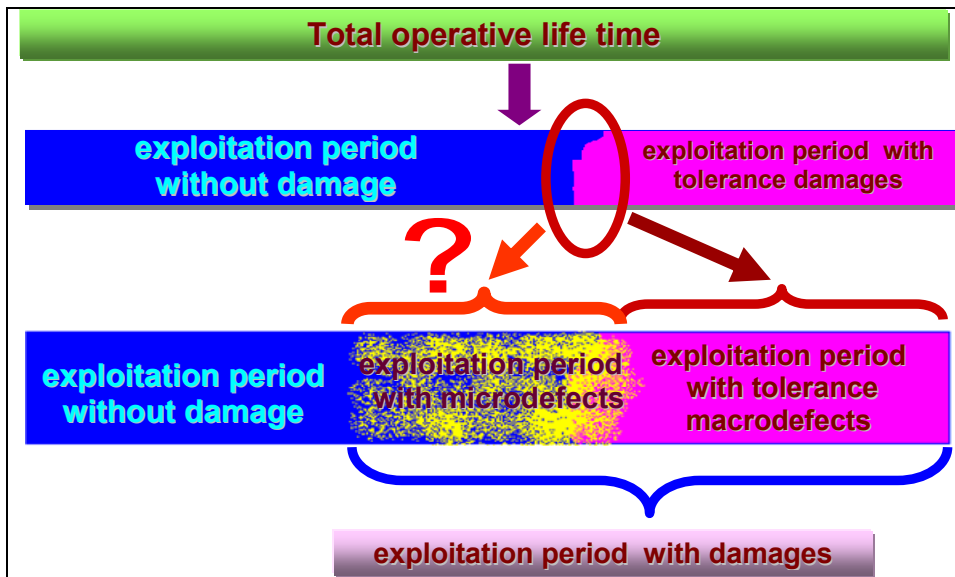 Total operative life time
exploitation period
without damage
exploitation period with
tolerance damages
?
exploitation period
without damage
exploitation period
with microdefects
exploitation period
with tolerance
macrodefects
exploitation period with damages